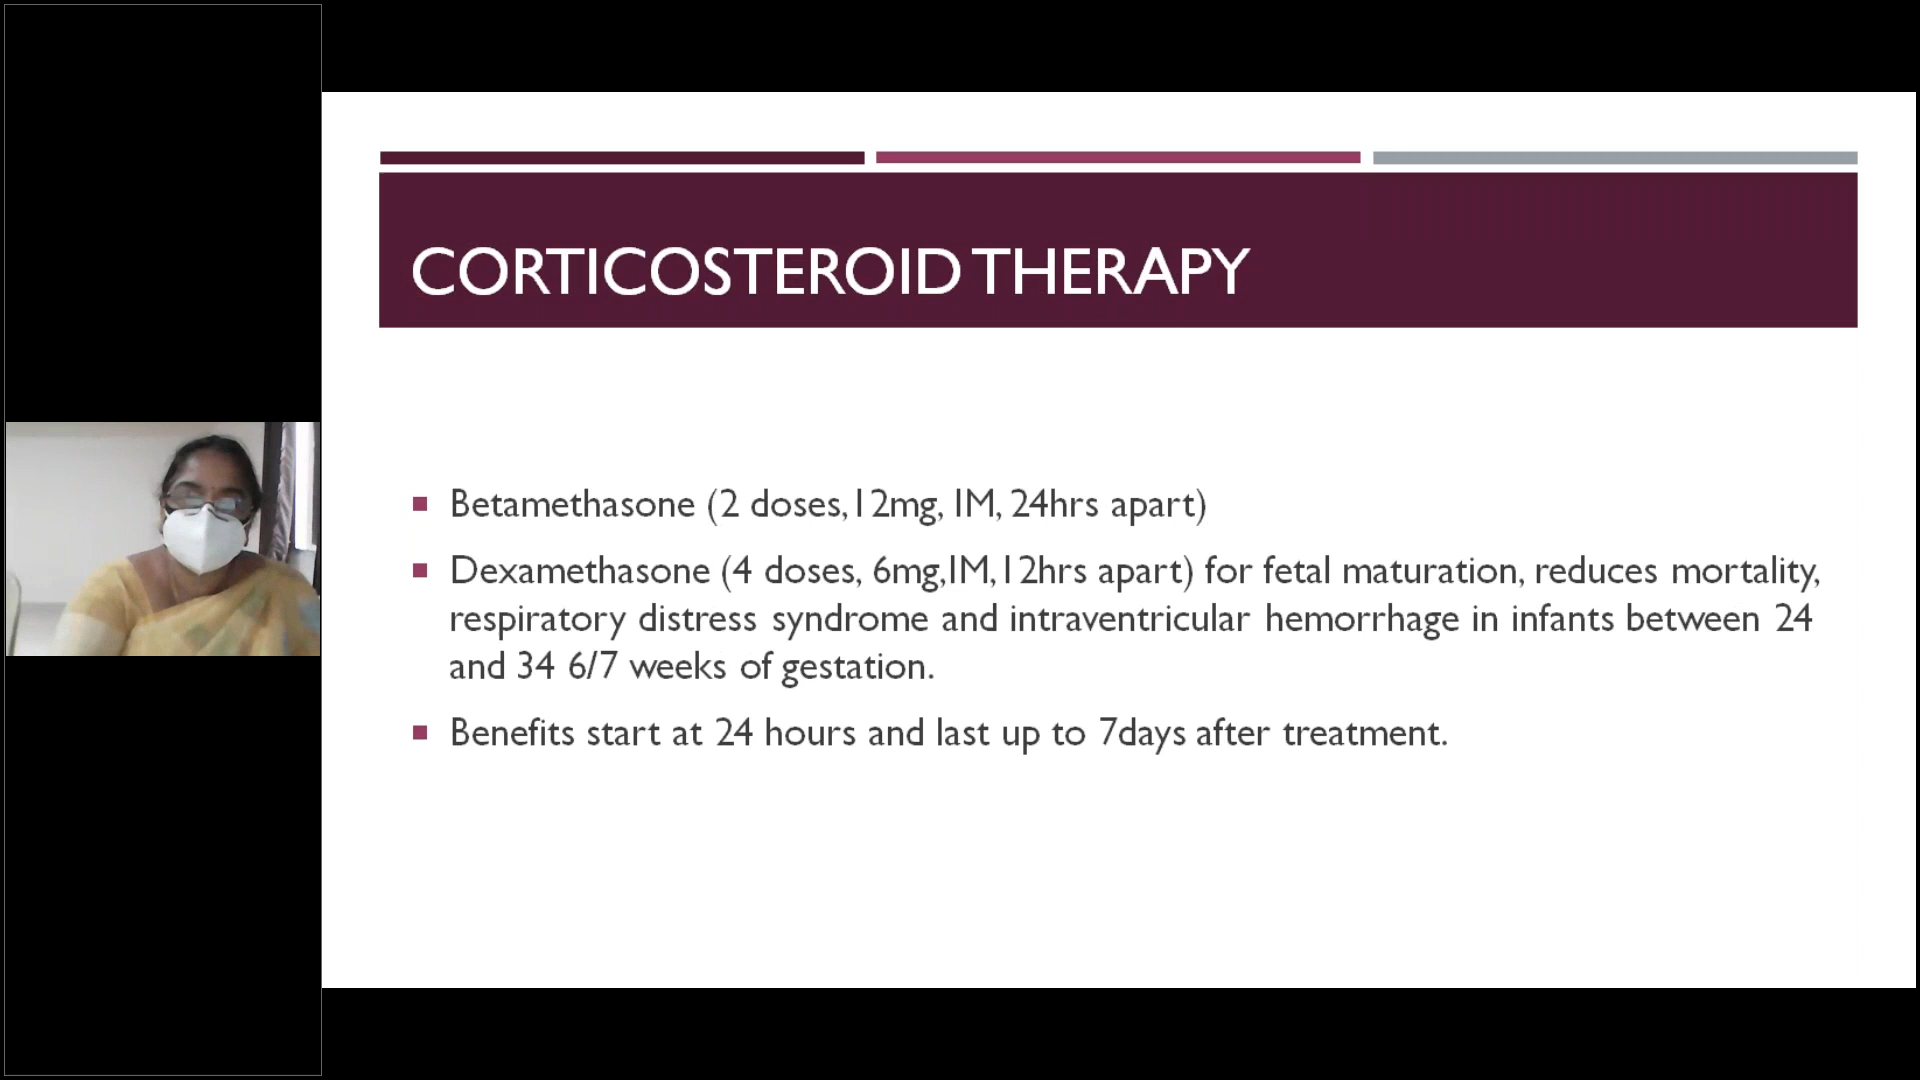 CORTICOSTEROID THERAPY
Betamethasone (2 doses,12mg, IM, 24hrs apart)
Dexamethasone (4 doses, 6mg,IM,12hrs apart) for fetal maturation, reduces mortality,
respiratory distress syndrome and intraventricular hemorrhage in infants between 24
and 34 6/7 weeks of gestation.
Benefits start at 24 hours and last up to 7days after treatment.